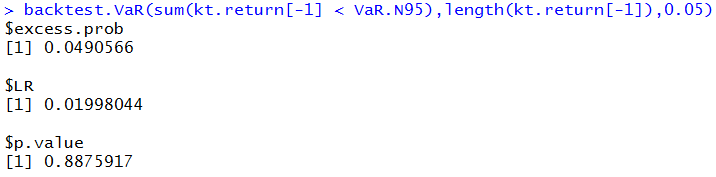 > backtest.VaR(sum(kt.return[-1] < VaR.N95),length(kt.return[-1]),0.05)
$excess.prob
[1] 0.0490566
$LR
[1] 0.01998044
$p.value
[1] 0.8875917